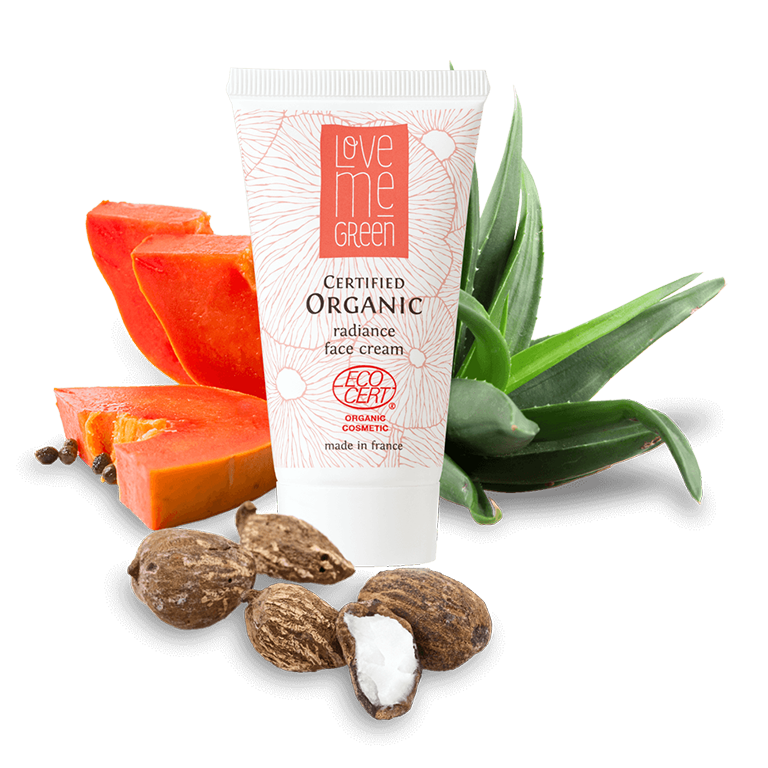 LOVE
me
GREEN
CERTIFIED
ORGANIC
radiance
face cream
ECO
CERT®
ORGANIC
COSMETIC
made in france